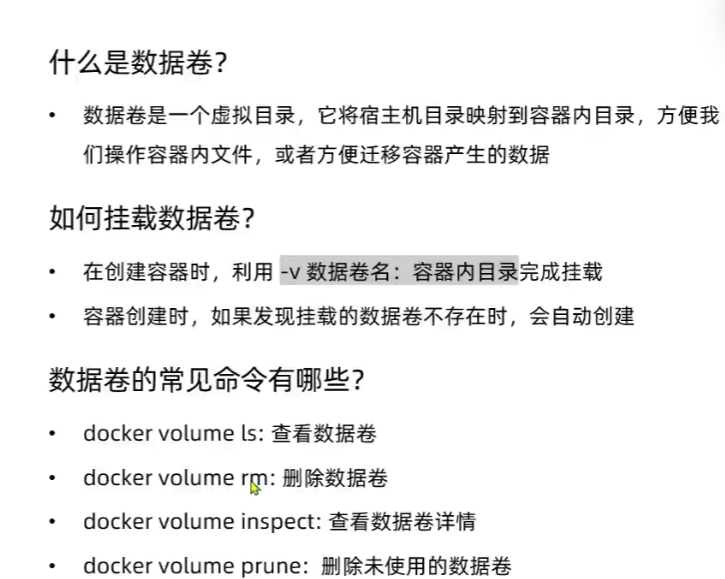 什么是数据卷？
• 数据卷是一个虚拟目录，它将宿主机目录映射到容器内目录，方便我
们操作容器内文件，或者方便迁移容器产生的数据
如何挂载数据卷？
• 在创建容器时，利用 -v 数据卷名：容器内目录完成挂载
• 容器创建时，如果发现挂载的数据卷不存在时，会自动创建
数据卷的常见命令有哪些？
• docker volume ls: 查看数据卷
• docker volume rm: 删除数据卷
• docker volume inspect: 查看数据卷详情
• docker volume prune：删除未使用的数据卷